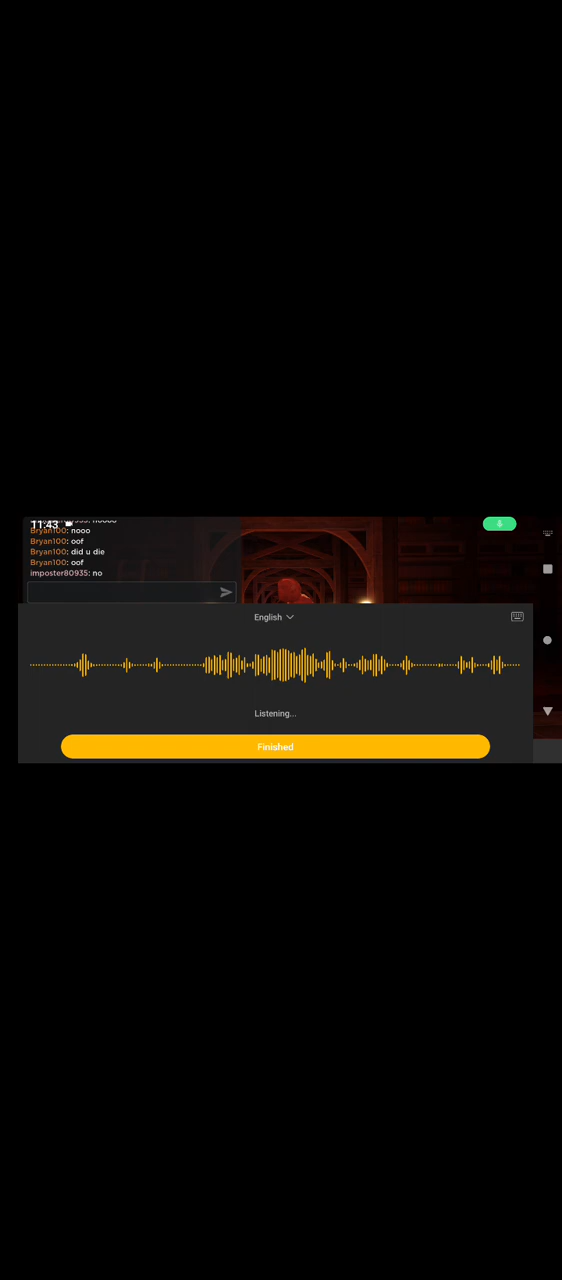 11:43
Bryan100: nooo
Bryan100: oof
Bryan100: did u die
Bryan100: oof
imposter80935: no
English
Listening...
Finished